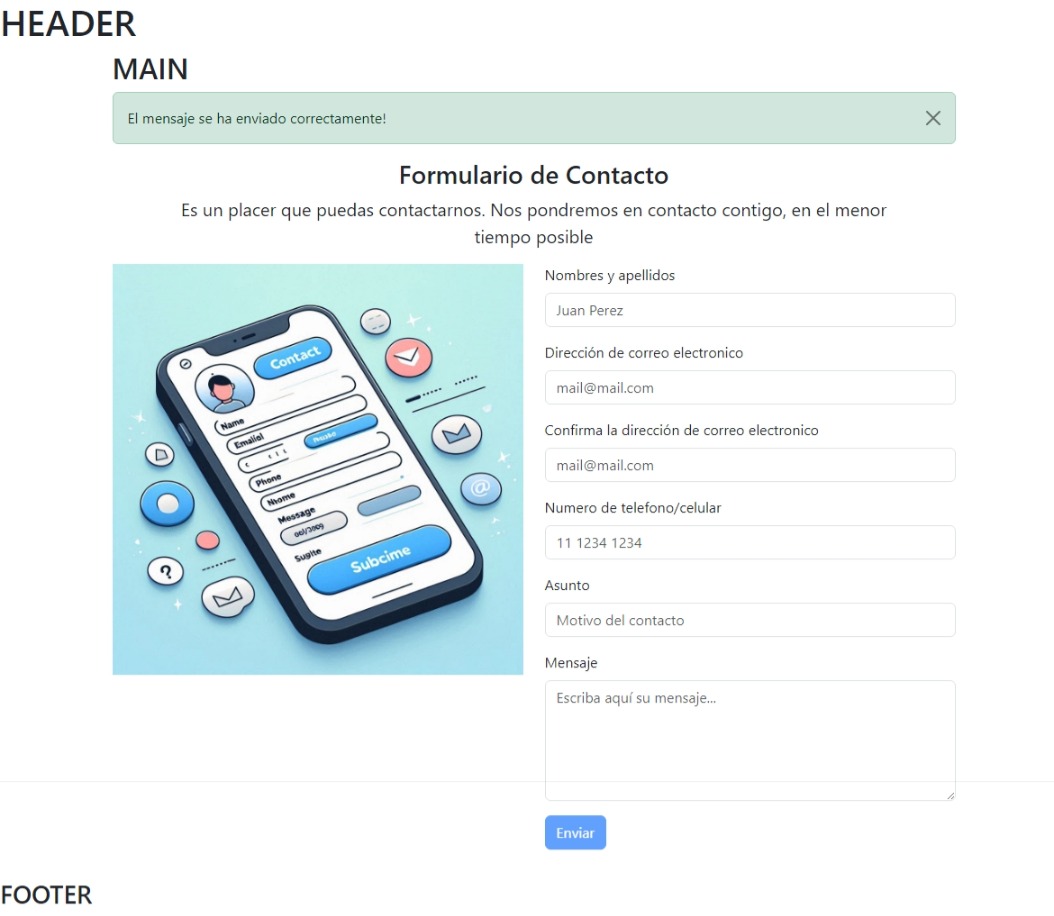 HEADER
MAIN
El mensaje se ha enviado correctamente!
Formulario de Contacto
Es un placer que puedas contactarnos. Nos pondremos en contacto contigo, en el menor
tiempo posible
Contact
Name
Emaliol
Phone
Nhome
Message
Suglte
Subcime
Nombres y apellidos
Juan Perez
Dirección de correo electronico
mail@mail.com
Confirma la dirección de correo electronico
mail@mail.com
Numero de telefono/celular
11 1234 1234
Asunto
Motivo del contacto
Mensaje
Escriba aquí su mensaje...
Enviar
FOOTER